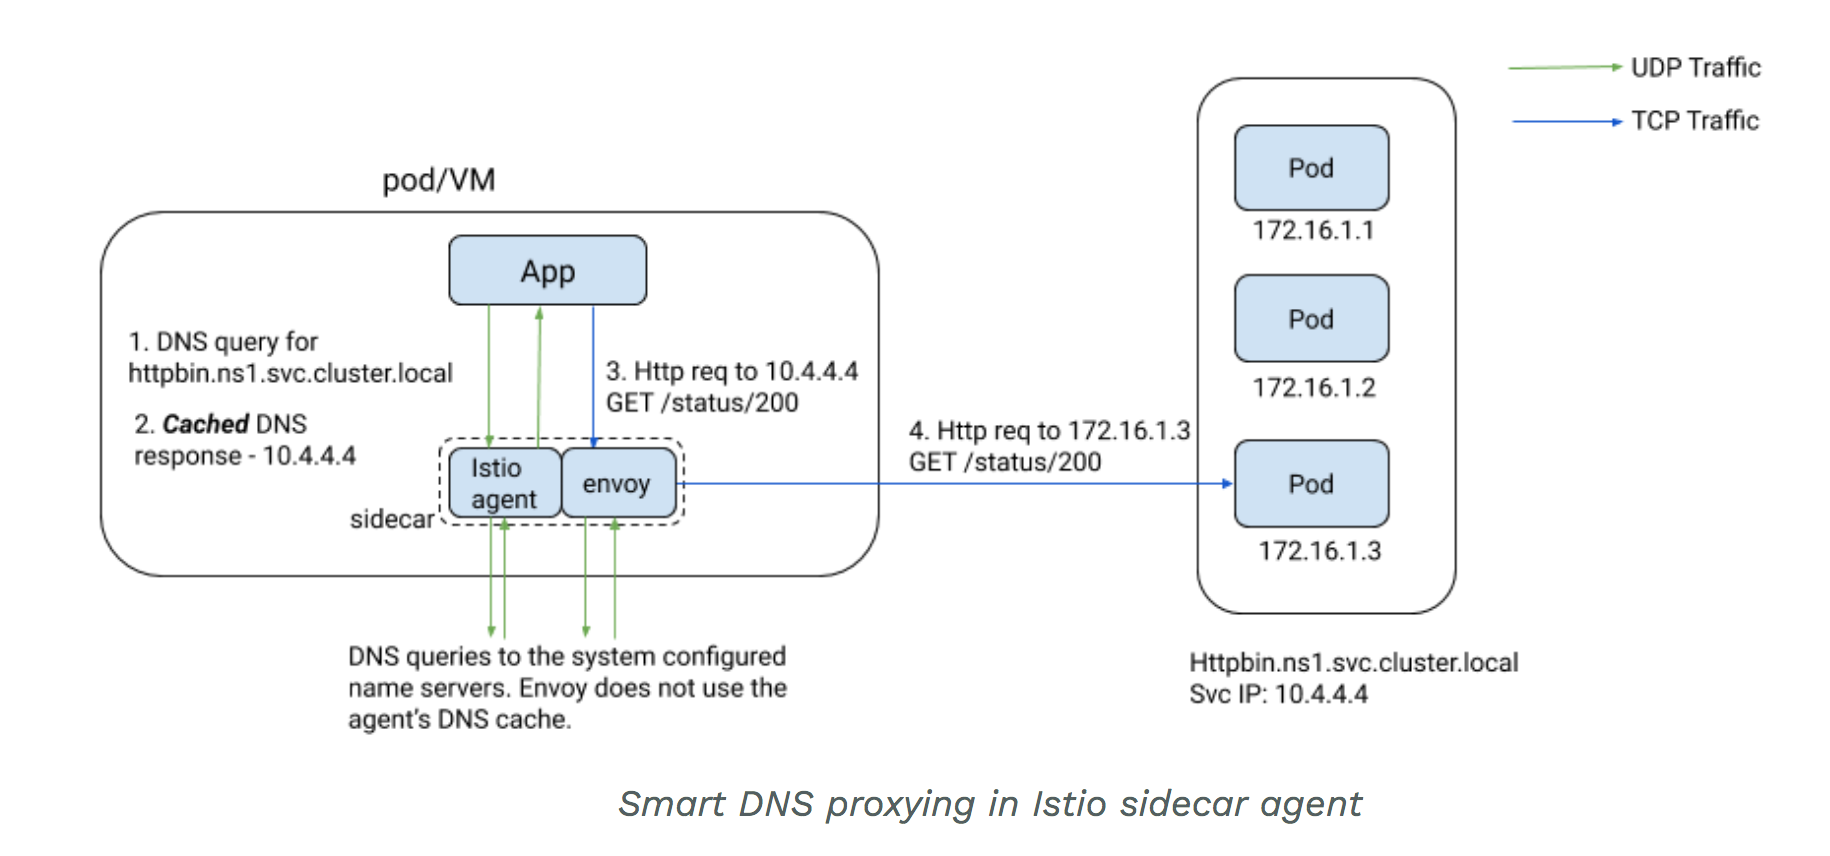 UDP Traffic
TCP Traffic
pod/VM
App
1. DNS query for
httpbin.ns1.svc.cluster.local
2. Cached DNS
response - 10.4.4.4
3. Http req to 10.4.4.4
GET /status/200
Istio
agent
envoy
sidecar
4. Http req to 172.16.1.3
GET /status/200
Pod
172.16.1.1
Pod
172.16.1.2
Pod
172.16.1.3
DNS queries to the system configured
name servers. Envoy does not use the
agent's DNS cache.
Httpbin.ns1.svc.cluster.local
Svc IP: 10.4.4.4
Smart DNS proxying in Istio sidecar agent